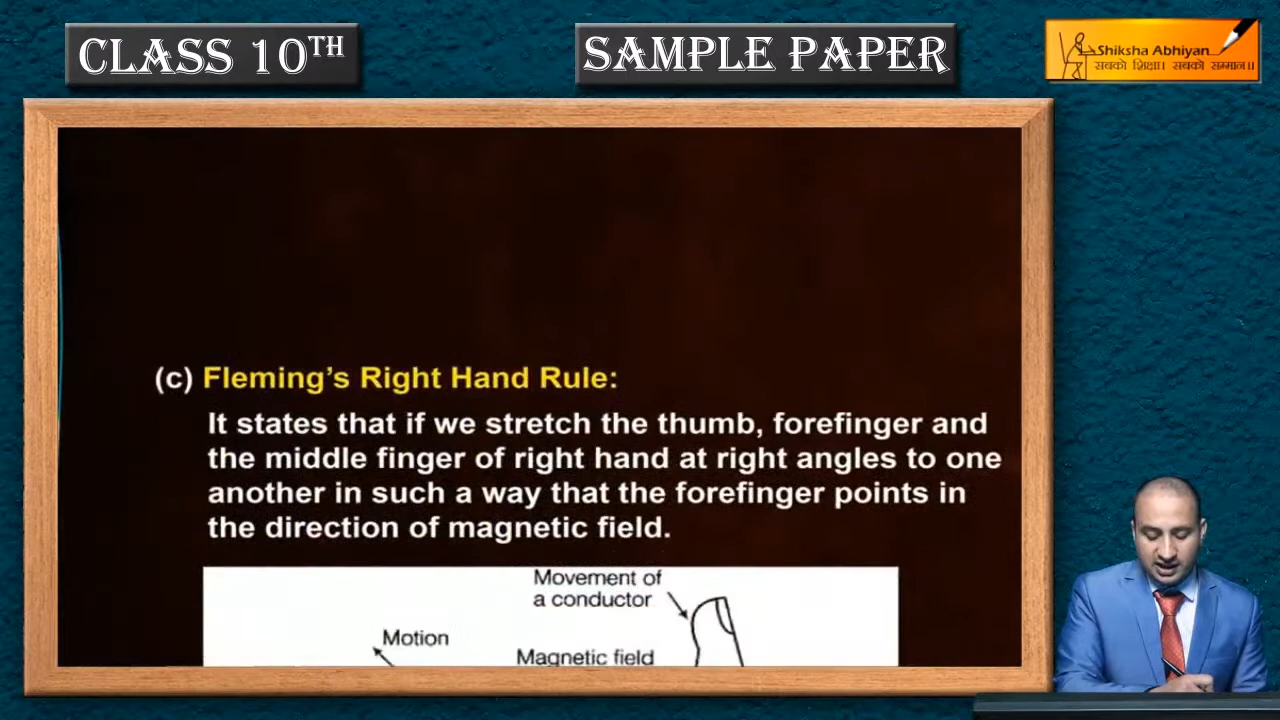 CLASS 10TH
SAMPLE PAPER
Shiksha Abhiyan
सबको शिक्षा। सबको सम्मान॥
(c) Fleming's Right Hand Rule:
It states that if we stretch the thumb, forefinger and
the middle finger of right hand at right angles to one
another in such a way that the forefinger points in
the direction of magnetic field.
Movement of
a conductor
Motion
Magnetic field